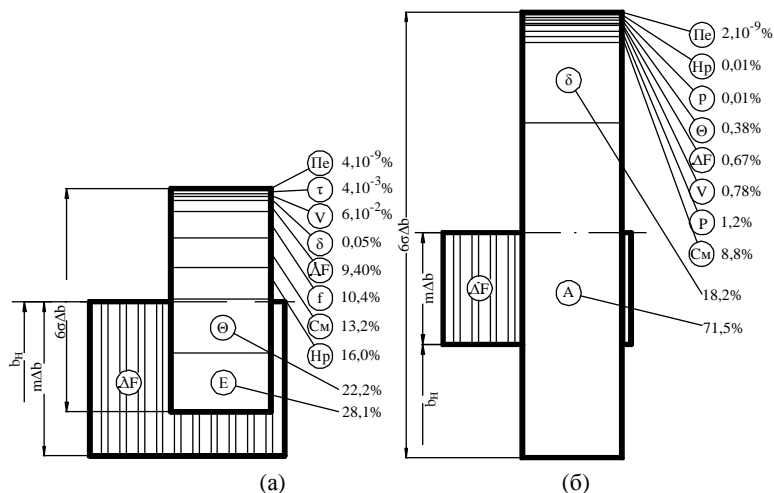 Пе 4,10⁻⁹%
τ 4,10⁻³%
V 6,10⁻²%
δ 0,05%
ΔF 9,40%
f 10,4%
См 13,2%
Нр 16,0%
Θ
22,2%
E
28,1%
ΔF
6σΔb
bн
mΔb
(а)
Пе 2,10⁻⁹%
Нр 0,01%
p 0,01%
Θ 0,38%
ΔF 0,67%
V 0,78%
P 1,2%
См 8,8%
δ
18,2%
A
71,5%
ΔF
6σΔb
mΔb
bн
(б)